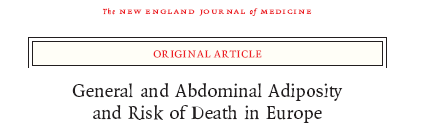 The NEW ENGLAND JOURNAL of MEDICINE
ORIGINAL ARTICLE
General and Abdominal Adiposity
and Risk of Death in Europe